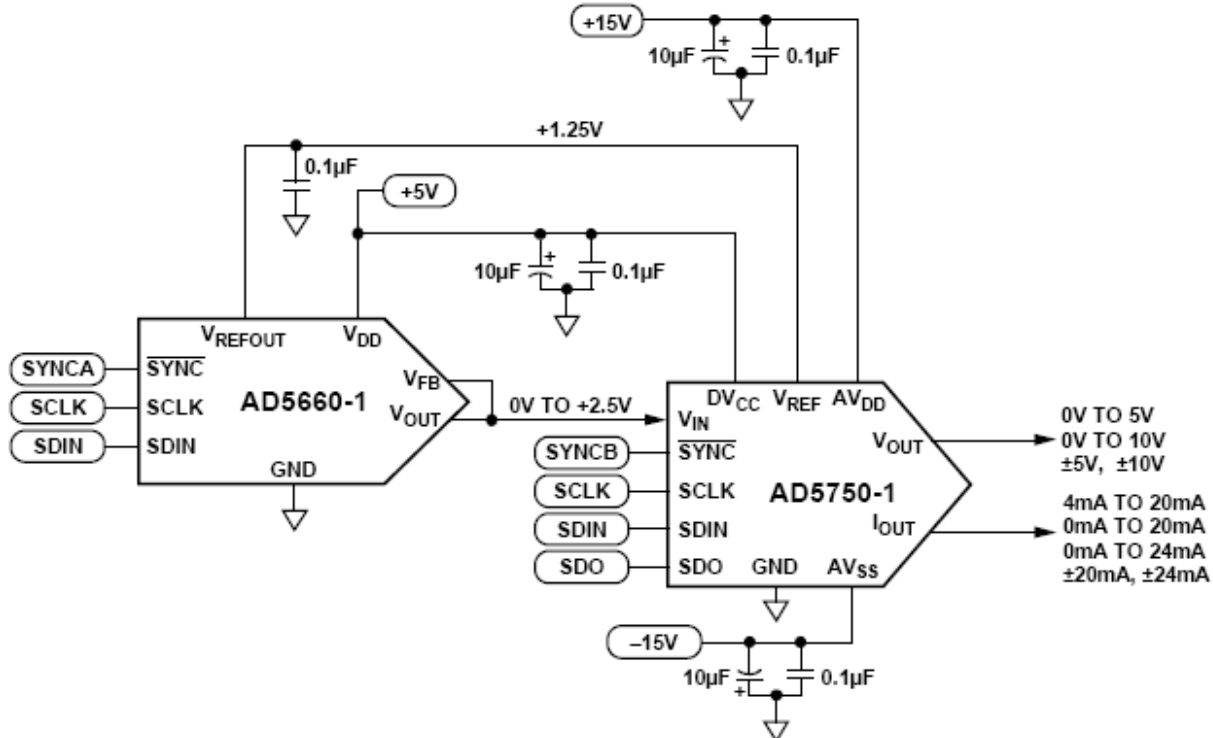 +15V
10µF
+
0.1µF
+1.25V
0.1µF
+5V
10µF
+
0.1µF
VREFOUT
VDD
SYNCA
SYNC
VFB
SCLK
SCLK
AD5660-1
VOUT
0V TO +2.5V
SDIN
SDIN
GND
DVCC
VREF
AVDD
VIN
0V TO 5V
0V TO 10V
±5V, ±10V
VOUT
SYNCB
SYNC
SCLK
SCLK
AD5750-1
SDIN
SDIN
IOUT
4mA TO 20mA
0mA TO 20mA
0mA TO 24mA
±20mA, ±24mA
SDO
SDO
GND
AVSS
–15V
10µF
+
0.1µF